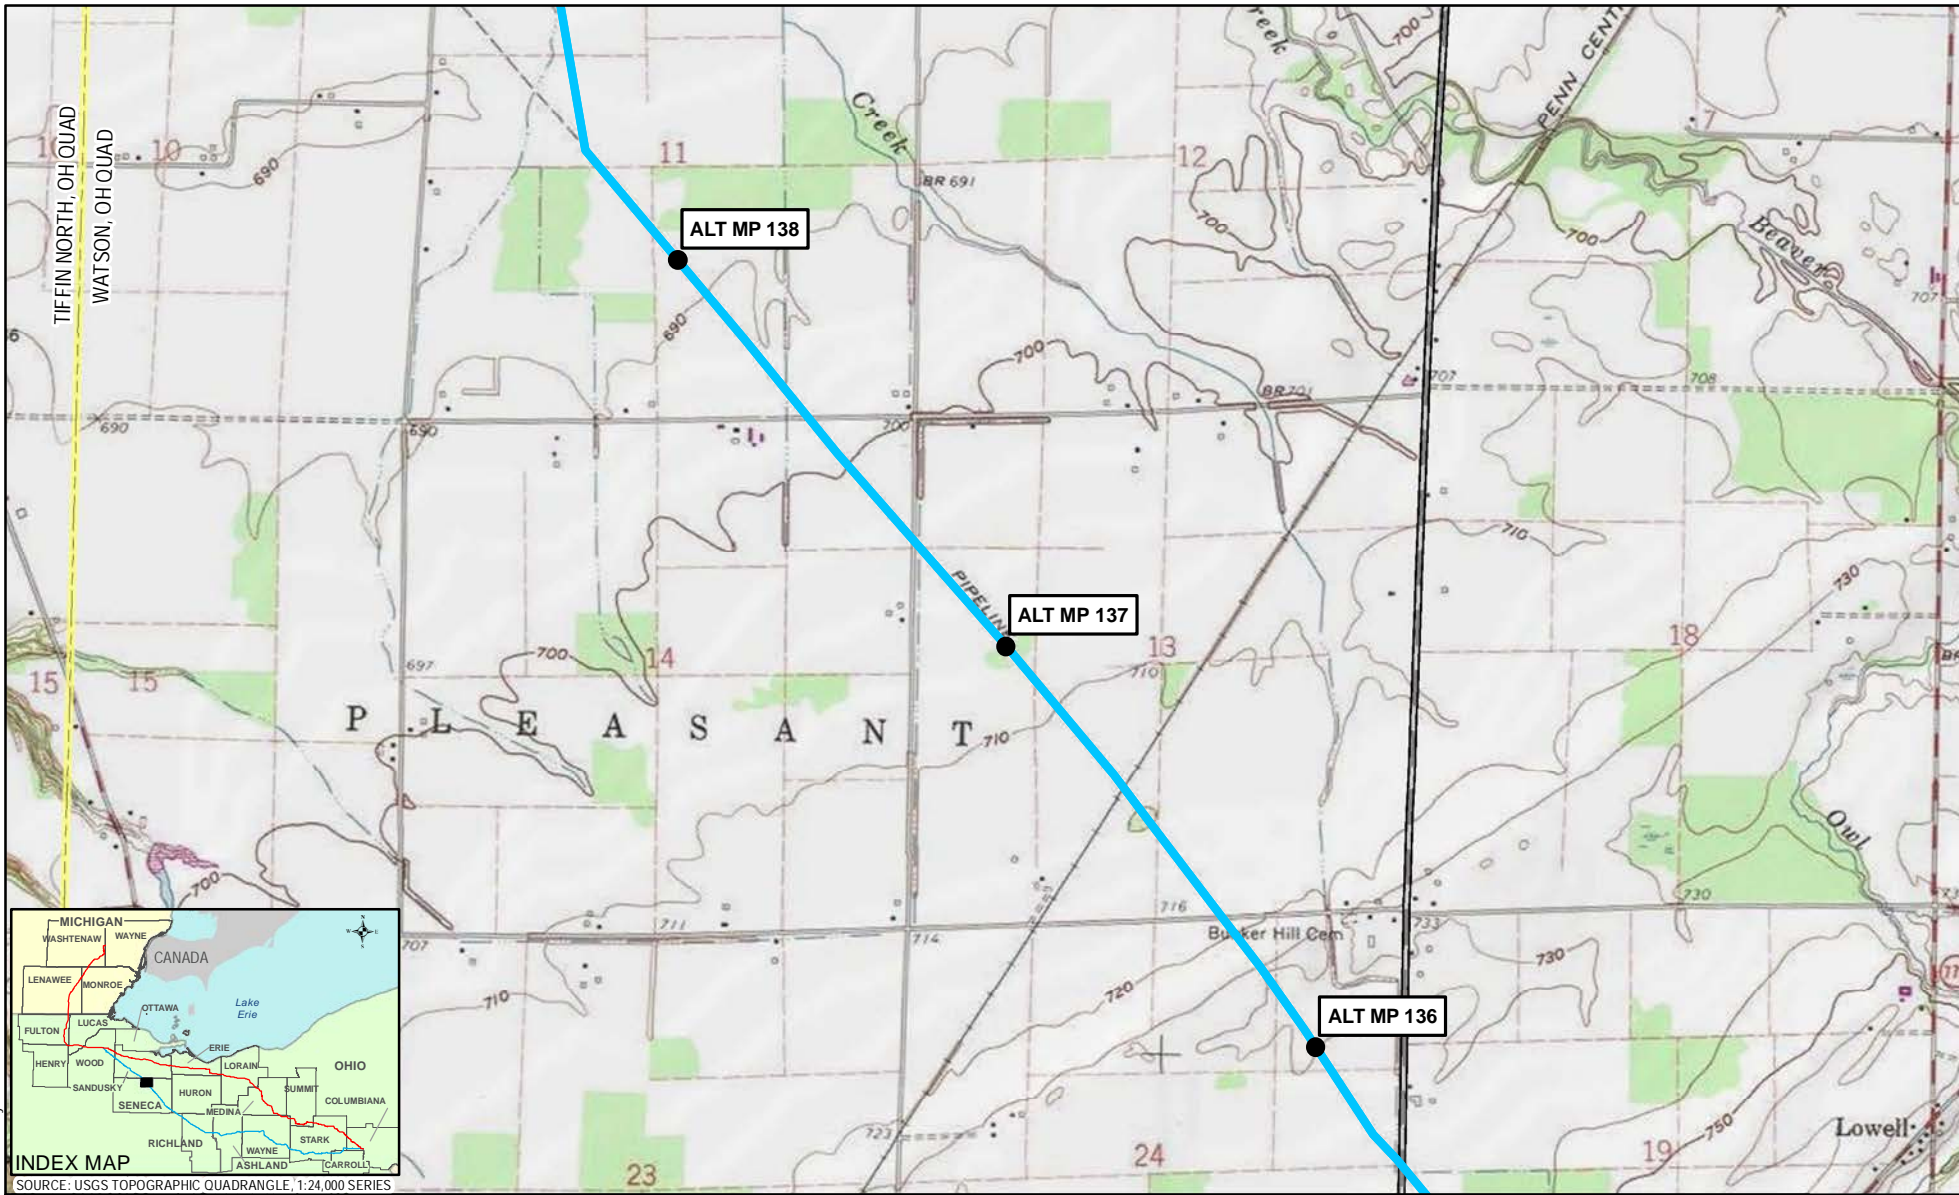 TIFFIN NORTH, OH QUAD
WATSON, OH QUAD
10
10
690
11
Creek
BR 691
12
reek
700
PENN CENT
7
700
700
Beaver
707
ALT MP 138
690
700
BR 701
707
708
690
690
700
710
730
PIPELIN
ALT MP 137
13
710
18
15
15
697
700
14
PLEASANT
710
Owl
700
707
711
714
716
733
730
Bunker Hill Cem
730
710
720
ALT MP 136
723
23
24
19
750
Lowell
MICHIGAN
WASHTENAW
WAYNE
CANADA
LENAWEE
MONROE
OTTAWA
Lake
Erie
FULTON
LUCAS
ERIE
HENRY
WOOD
LORAIN
OHIO
SANDUSKY
HURON
SUMMIT
SENECA
MEDINA
COLUMBIANA
RICHLAND
STARK
WAYNE
ASHLAND
CARROLL
N
W
E
S
INDEX MAP
SOURCE: USGS TOPOGRAPHIC QUADRANGLE, 1:24,000 SERIES